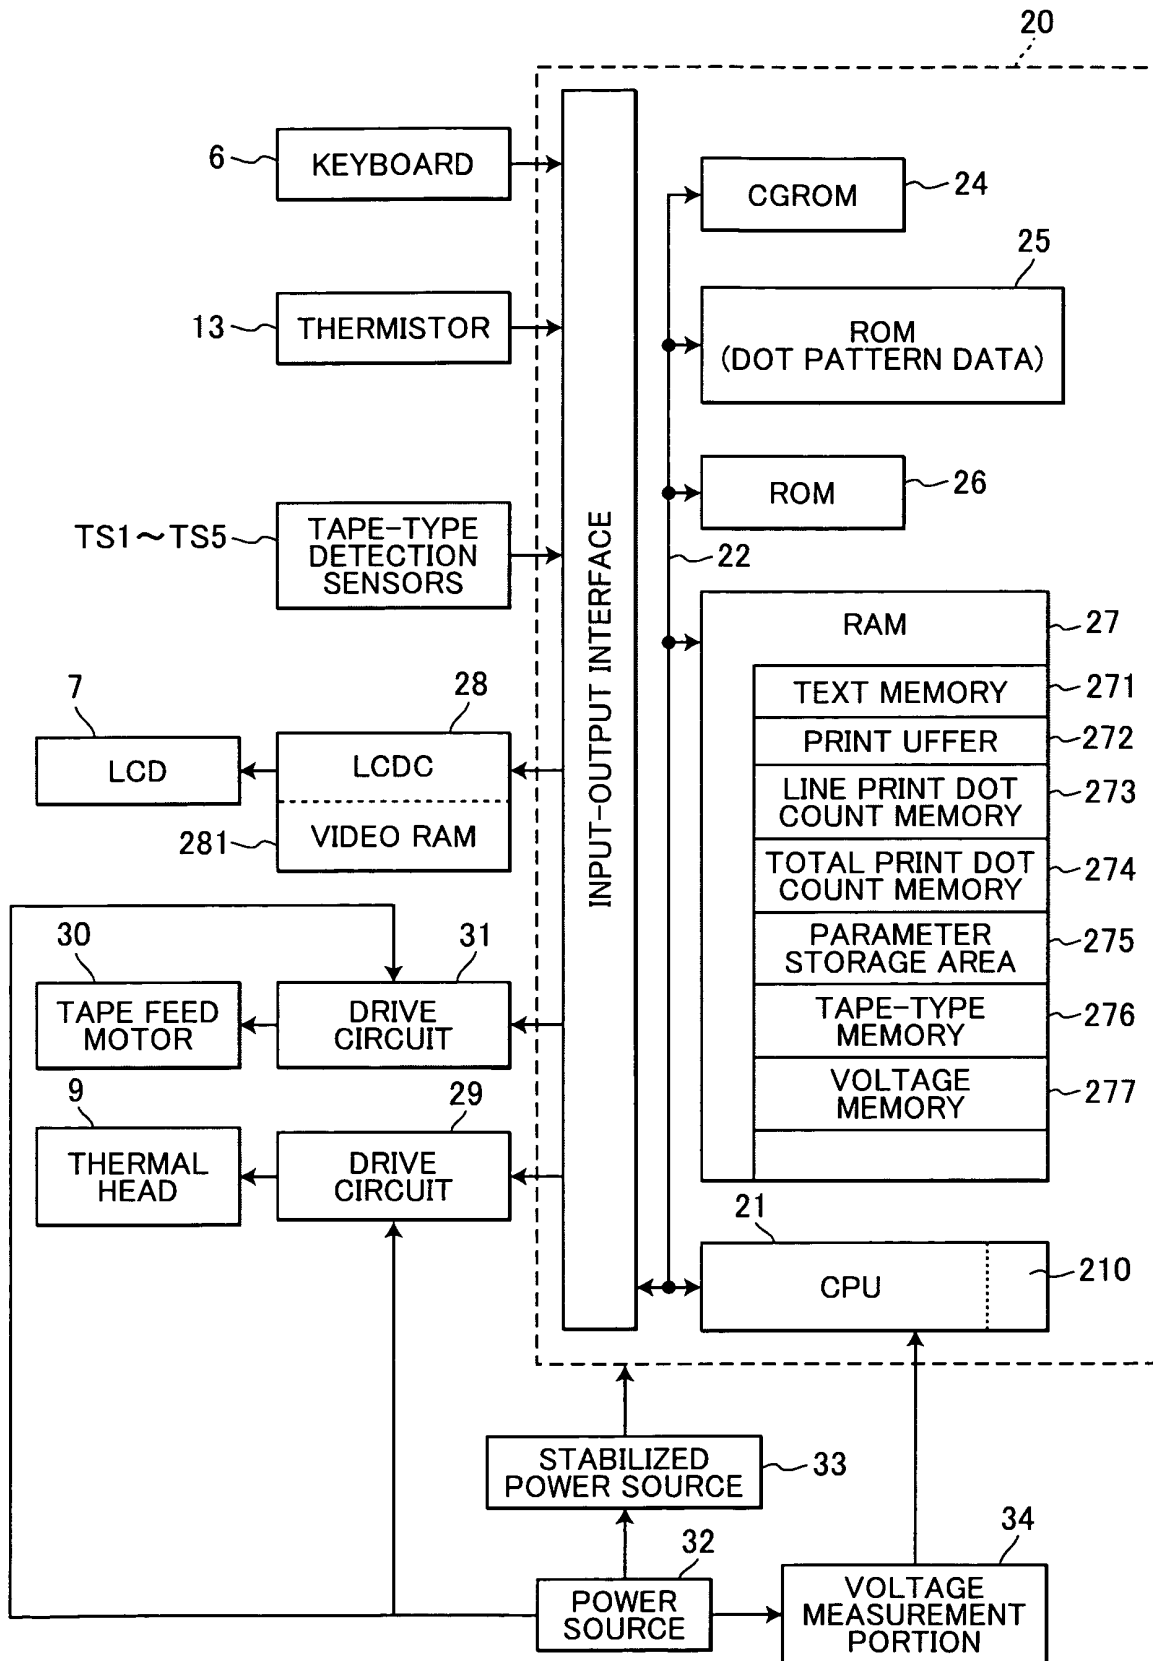 20
6
KEYBOARD
CGROM
24
25
13
THERMISTOR
ROM
(DOT PATTERN DATA)
ROM
26
TS1～TS5
TAPE-TYPE
DETECTION
SENSORS
INPUT-OUTPUT INTERFACE
22
RAM
27
TEXT MEMORY
271
PRINT UFFER
272
LINE PRINT DOT
COUNT MEMORY
273
TOTAL PRINT DOT
COUNT MEMORY
274
PARAMETER
STORAGE AREA
275
TAPE-TYPE
MEMORY
276
VOLTAGE
MEMORY
277
7
28
LCD
LCDC
281
VIDEO RAM
30
31
TAPE FEED
MOTOR
DRIVE
CIRCUIT
9
29
THERMAL
HEAD
DRIVE
CIRCUIT
21
CPU
210
STABILIZED
POWER SOURCE
33
32
34
POWER
SOURCE
VOLTAGE
MEASUREMENT
PORTION